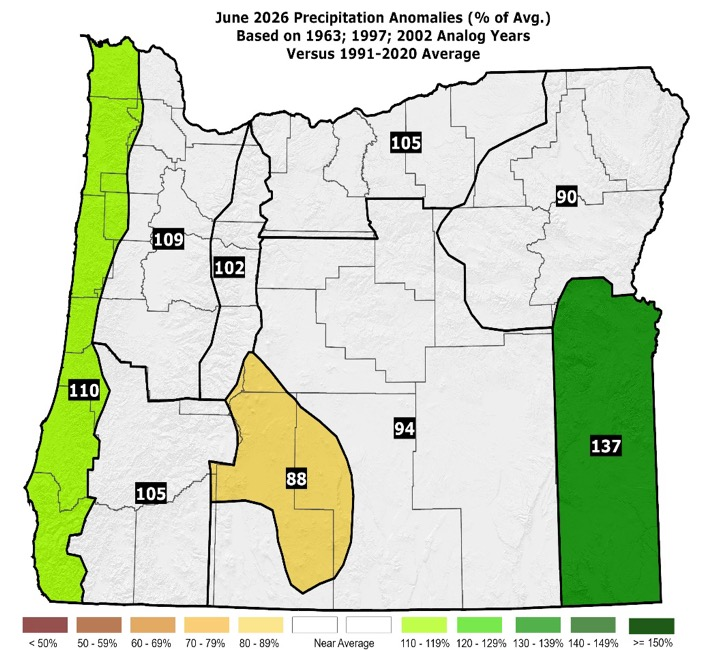 June 2026 Precipitation Anomalies (% of Avg.)
Based on 1963; 1997; 2002 Analog Years
Versus 1991-2020 Average
105
90
109
102
110
94
137
88
105
< 50%
50 - 59%
60 - 69%
70 - 79%
80 - 89%
Near Average
110 - 119%
120 - 129%
130 - 139%
140 - 149%
>= 150%